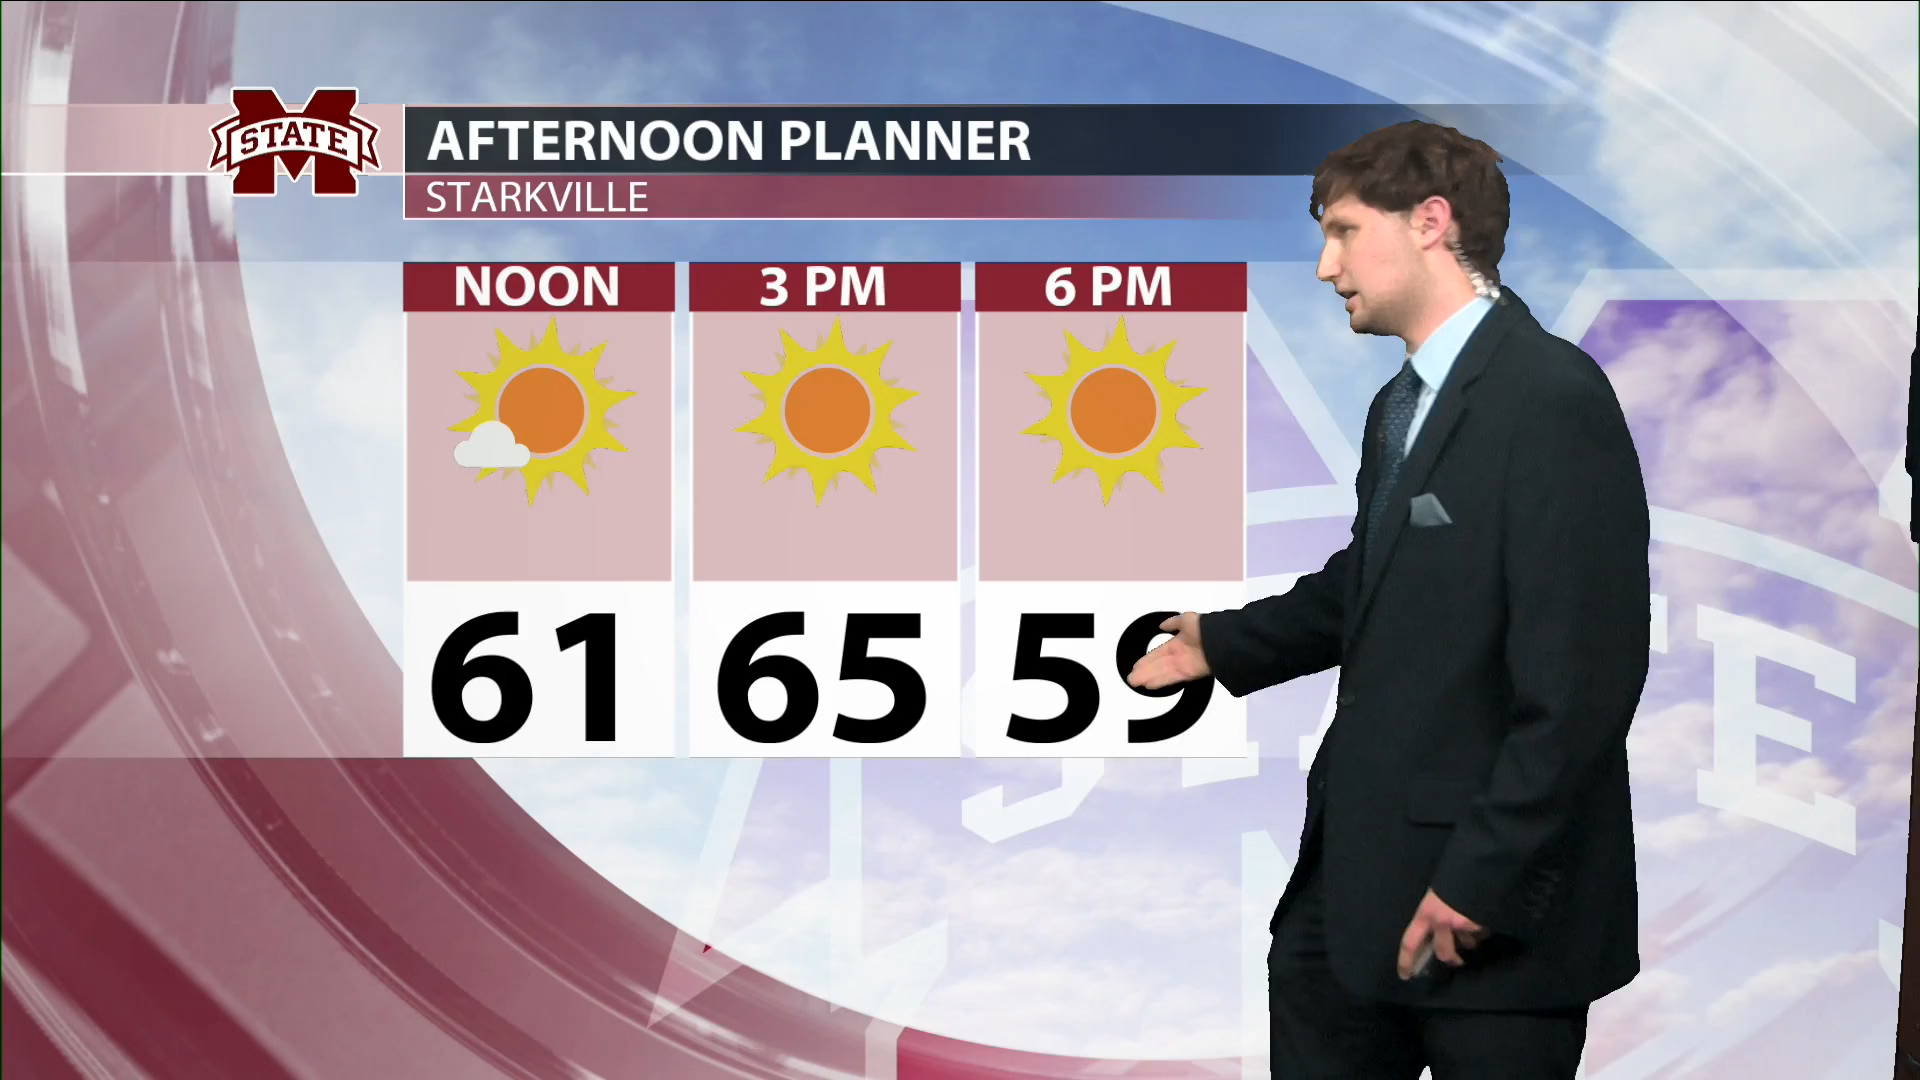 STATE
AFTERNOON PLANNER
STARKVILLE
NOON
3 PM
6 PM
61
65
59